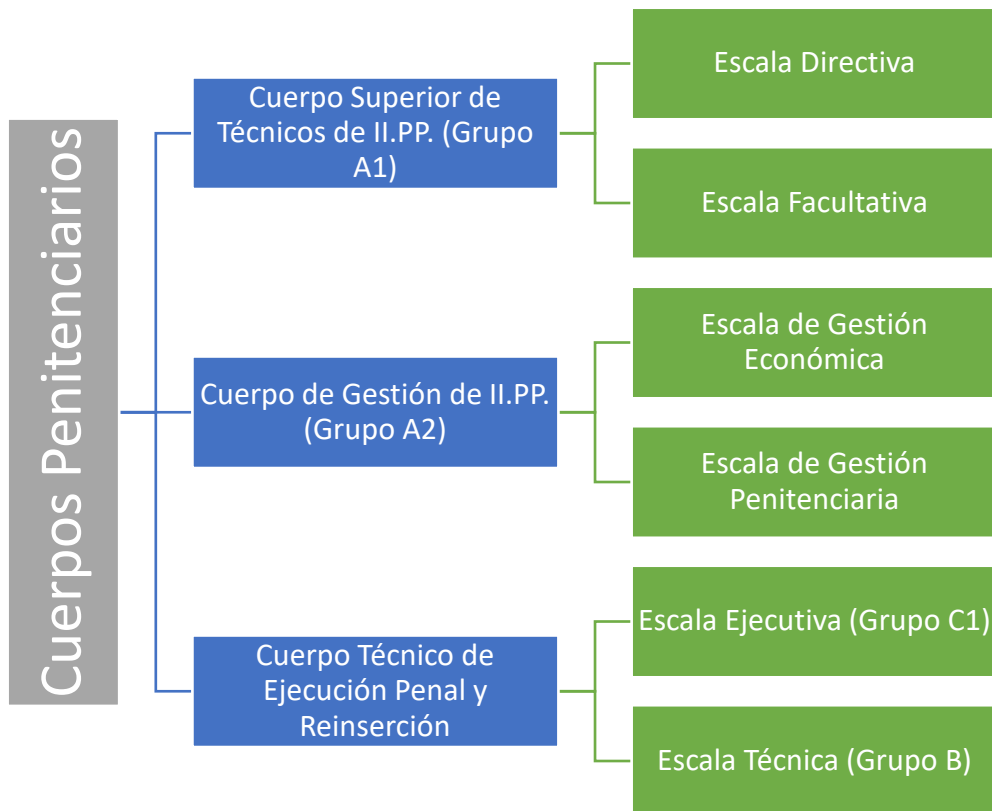 Cuerpos Penitenciarios
Cuerpo Superior de
Técnicos de II.PP. (Grupo
A1)
Escala Directiva
Escala Facultativa
Cuerpo de Gestión de II.PP.
(Grupo A2)
Escala de Gestión
Económica
Escala de Gestión
Penitenciaria
Cuerpo Técnico de
Ejecución Penal y
Reinserción
Escala Ejecutiva (Grupo C1)
Escala Técnica (Grupo B)